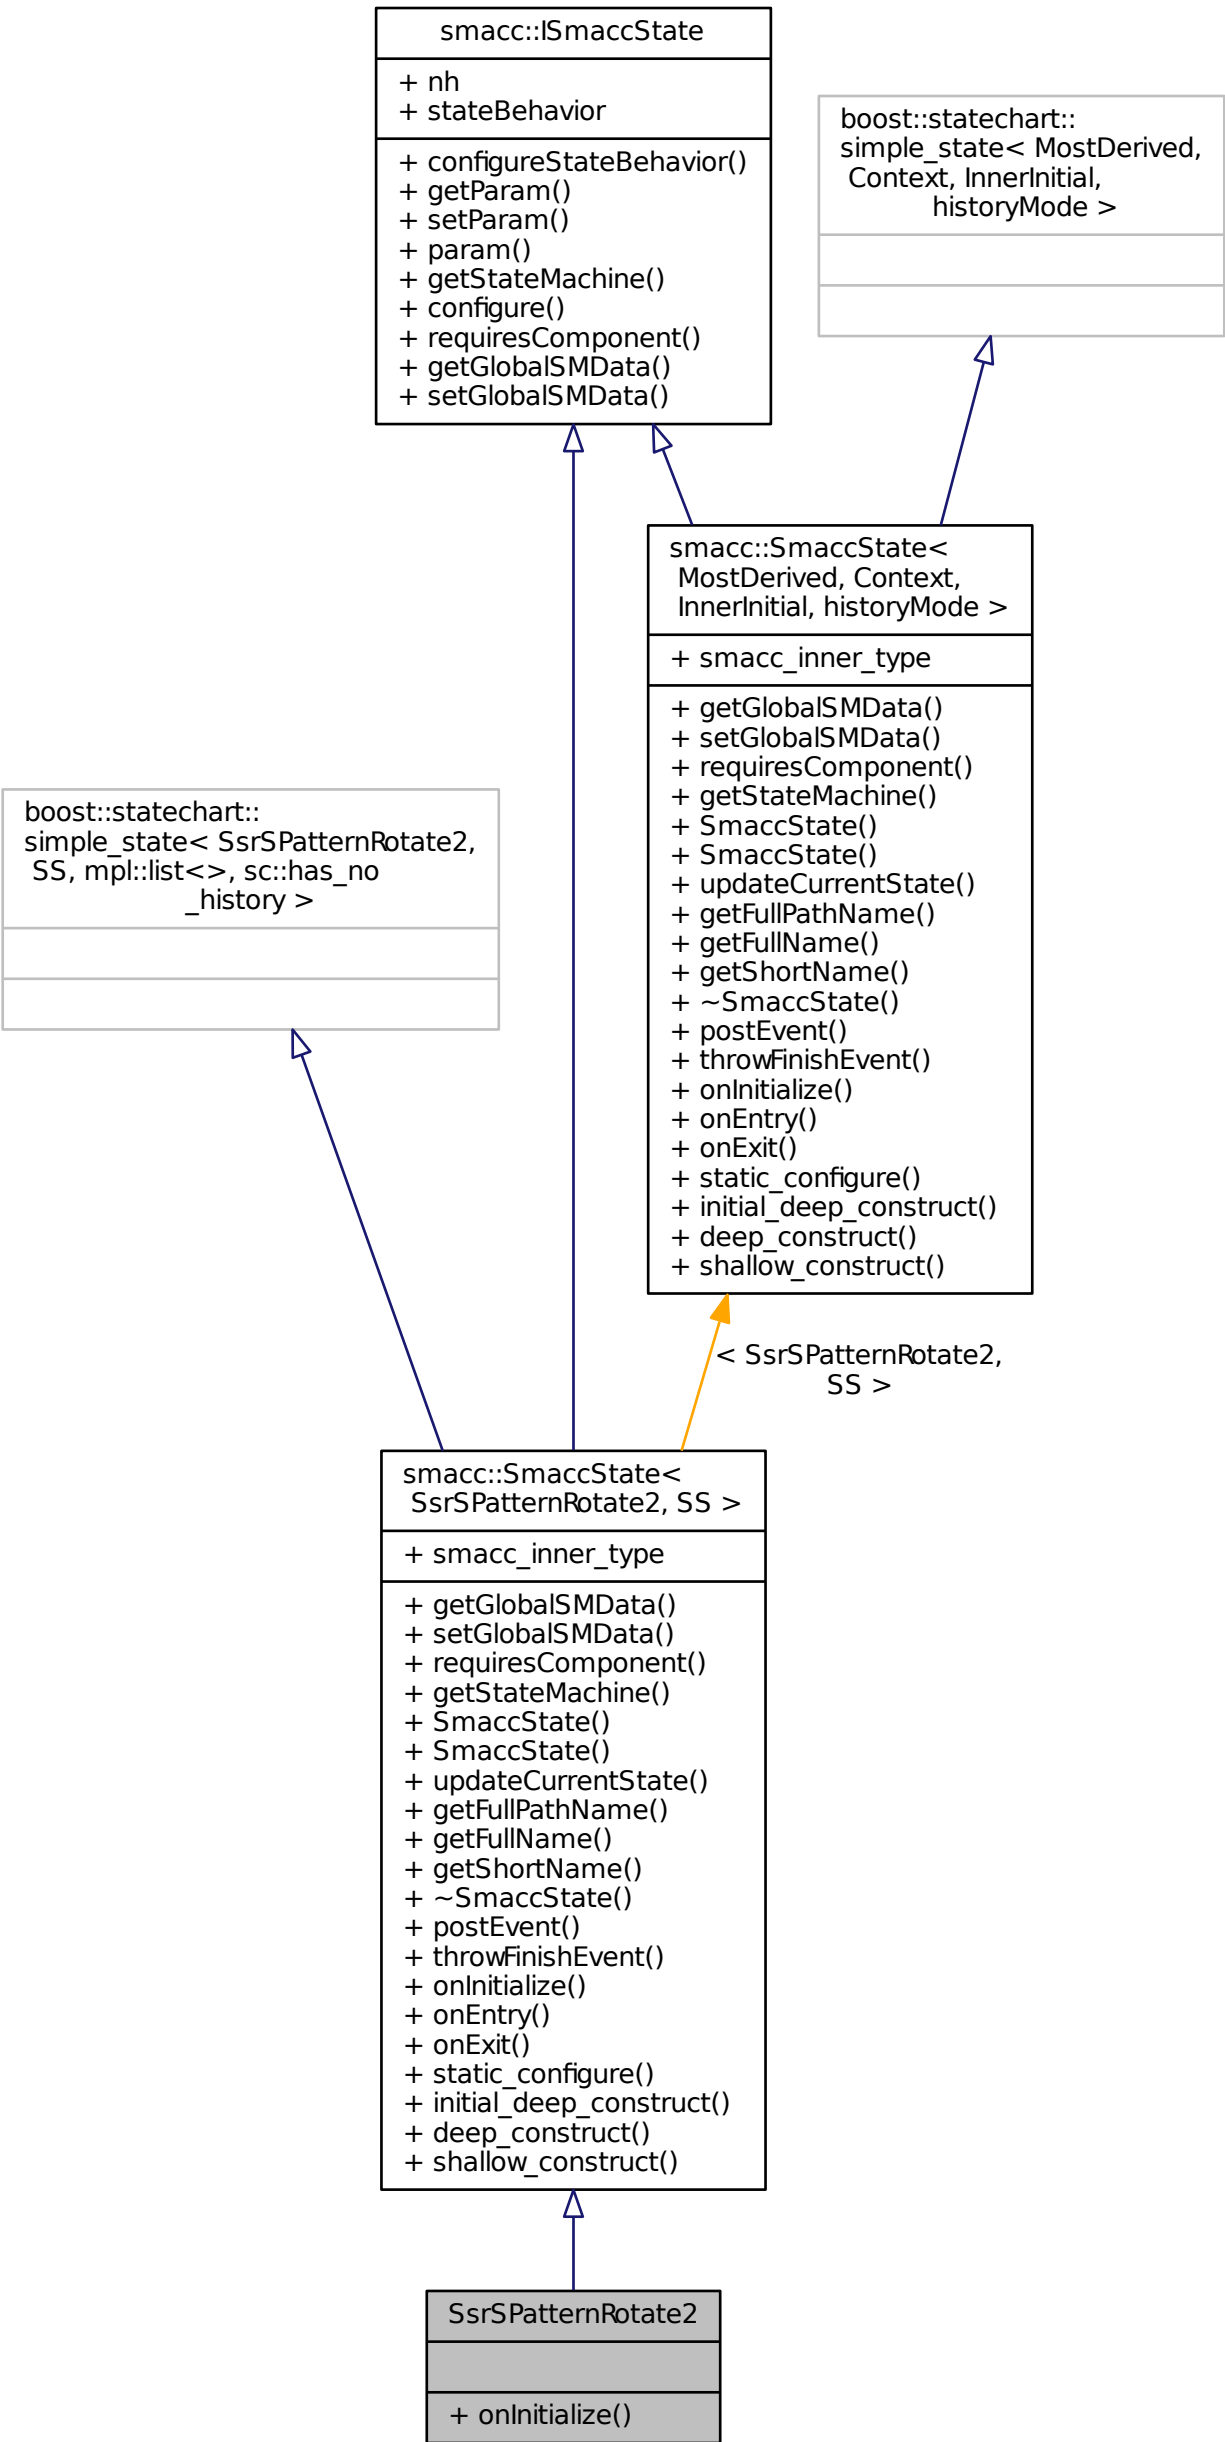 smacc::ISmaccState
+ nh
+ stateBehavior
+ configureStateBehavior()
+ getParam()
+ setParam()
+ param()
+ getStateMachine()
+ configure()
+ requiresComponent()
+ getGlobalSMData()
+ setGlobalSMData()
boost::statechart::
simple_state< MostDerived,
Context, InnerInitial,
historyMode >
smacc::SmaccState<
MostDerived, Context,
InnerInitial, historyMode >
+ smacc_inner_type
+ getGlobalSMData()
+ setGlobalSMData()
+ requiresComponent()
+ getStateMachine()
+ SmaccState()
+ SmaccState()
+ updateCurrentState()
+ getFullPathName()
+ getFullName()
+ getShortName()
+ ~SmaccState()
+ postEvent()
+ throwFinishEvent()
+ onInitialize()
+ onEntry()
+ onExit()
+ static_configure()
+ initial_deep_construct()
+ deep_construct()
+ shallow_construct()
boost::statechart::
simple_state< SsrSPatternRotate2,
SS, mpl::list<>, sc::has_no
_history >
< SsrSPatternRotate2,
SS >
smacc::SmaccState<
SsrSPatternRotate2, SS >
+ smacc_inner_type
+ getGlobalSMData()
+ setGlobalSMData()
+ requiresComponent()
+ getStateMachine()
+ SmaccState()
+ SmaccState()
+ updateCurrentState()
+ getFullPathName()
+ getFullName()
+ getShortName()
+ ~SmaccState()
+ postEvent()
+ throwFinishEvent()
+ onInitialize()
+ onEntry()
+ onExit()
+ static_configure()
+ initial_deep_construct()
+ deep_construct()
+ shallow_construct()
SsrSPatternRotate2
+ onInitialize()